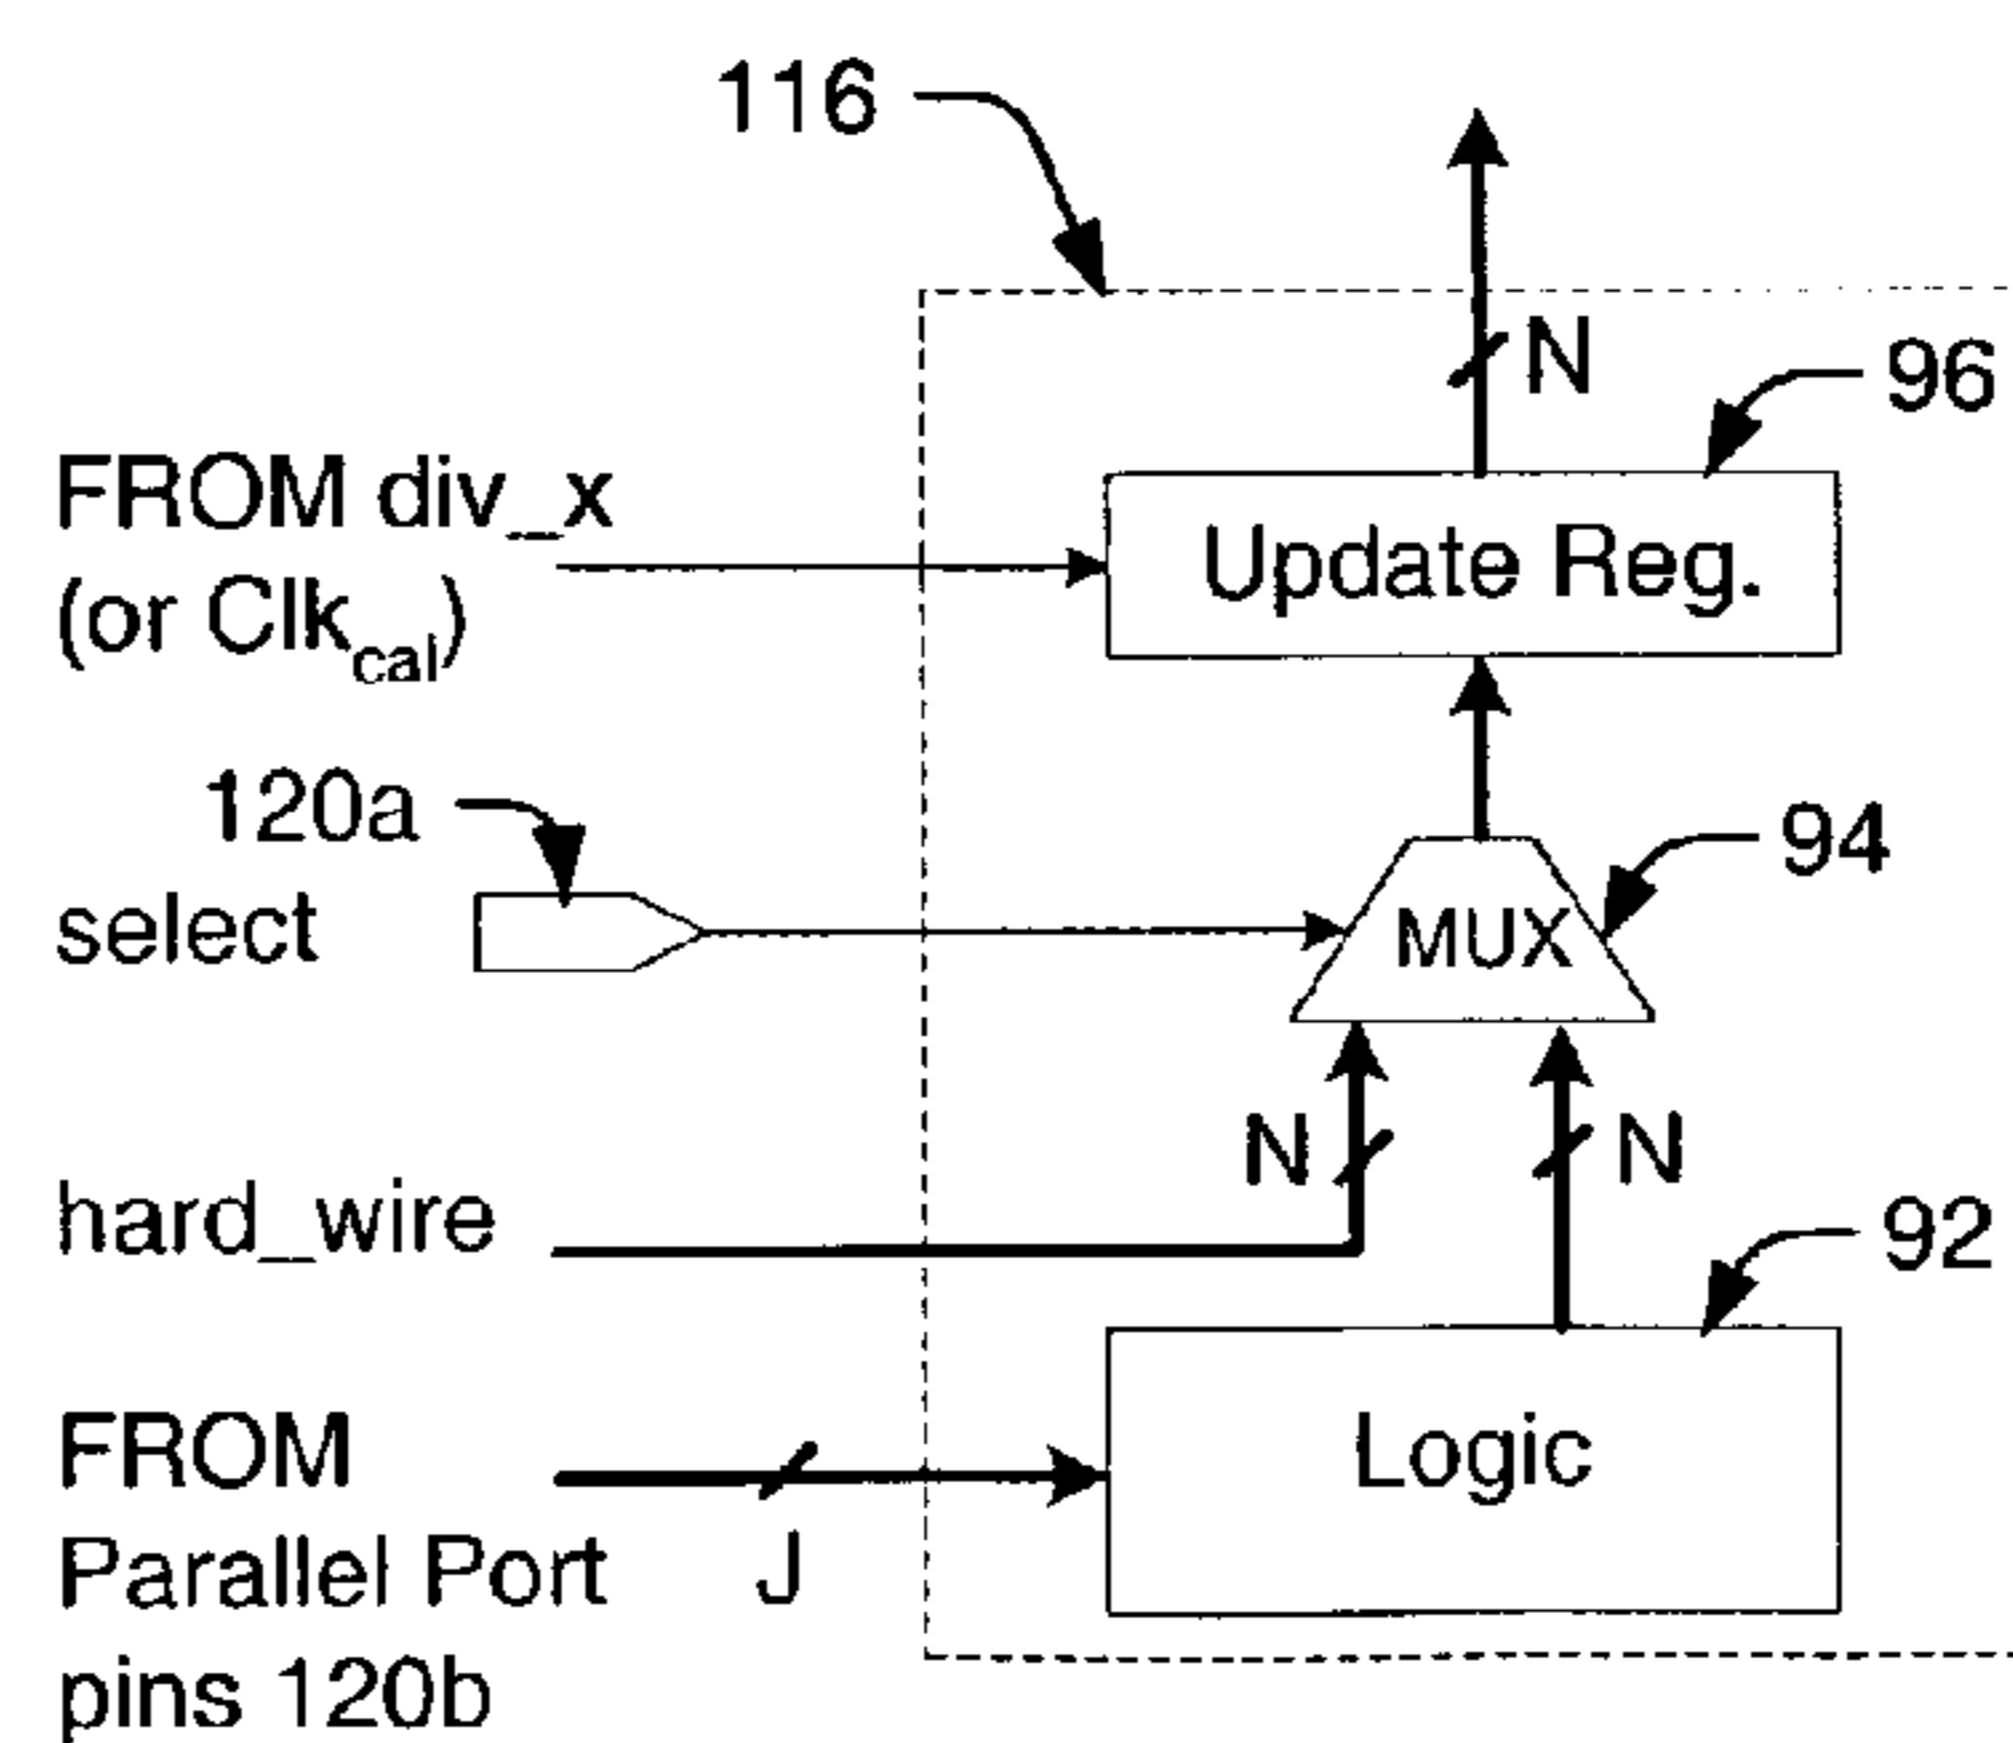 116
N
96
FROM div_x
Update Reg.
(or Clkcal)
120a
94
select
MUX
N
N
hard_wire
92
FROM
Logic
Parallel Port
J
pins 120b